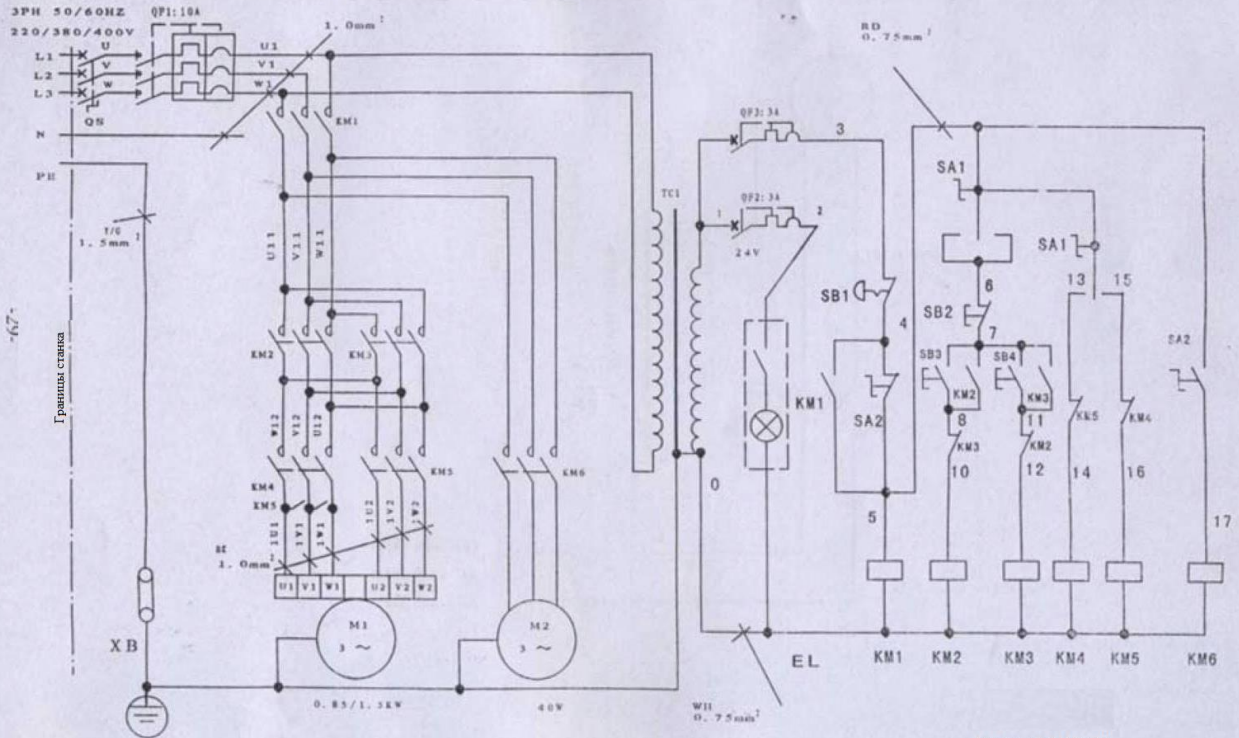 3PH 50/60HZ
QF1:10A
220/380/400V
1.0mm²
RD
0.75mm²
L1
U
U1
L2
V
V1
L3
W
W1
QS
N
KM1
QF3:3A
3
PE
SA1
TC1
QF2:3A
1
2
24V
1.5mm²
U11
V11
W11
SA1
13
15
6
SB1
SB2
4
7
-67-
Границы станка
KM2
KM3
SB3
SB4
SA2
KM2
KM3
KM1
SA2
8
11
KM5
KM4
W12
V12
U12
KM3
KM2
10
12
14
16
KM4
KM5
KM6
0
KM5
5
17
1U1
1W1
1W1
1U2
1V2
1W2
1.0mm²
U1
V1
W1
U2
V2
W2
M1
3 ~
M2
3 ~
XB
EL
KM1
KM2
KM3
KM4
KM5
KM6
0.85/1.3KW
40W
WH
0.75mm²